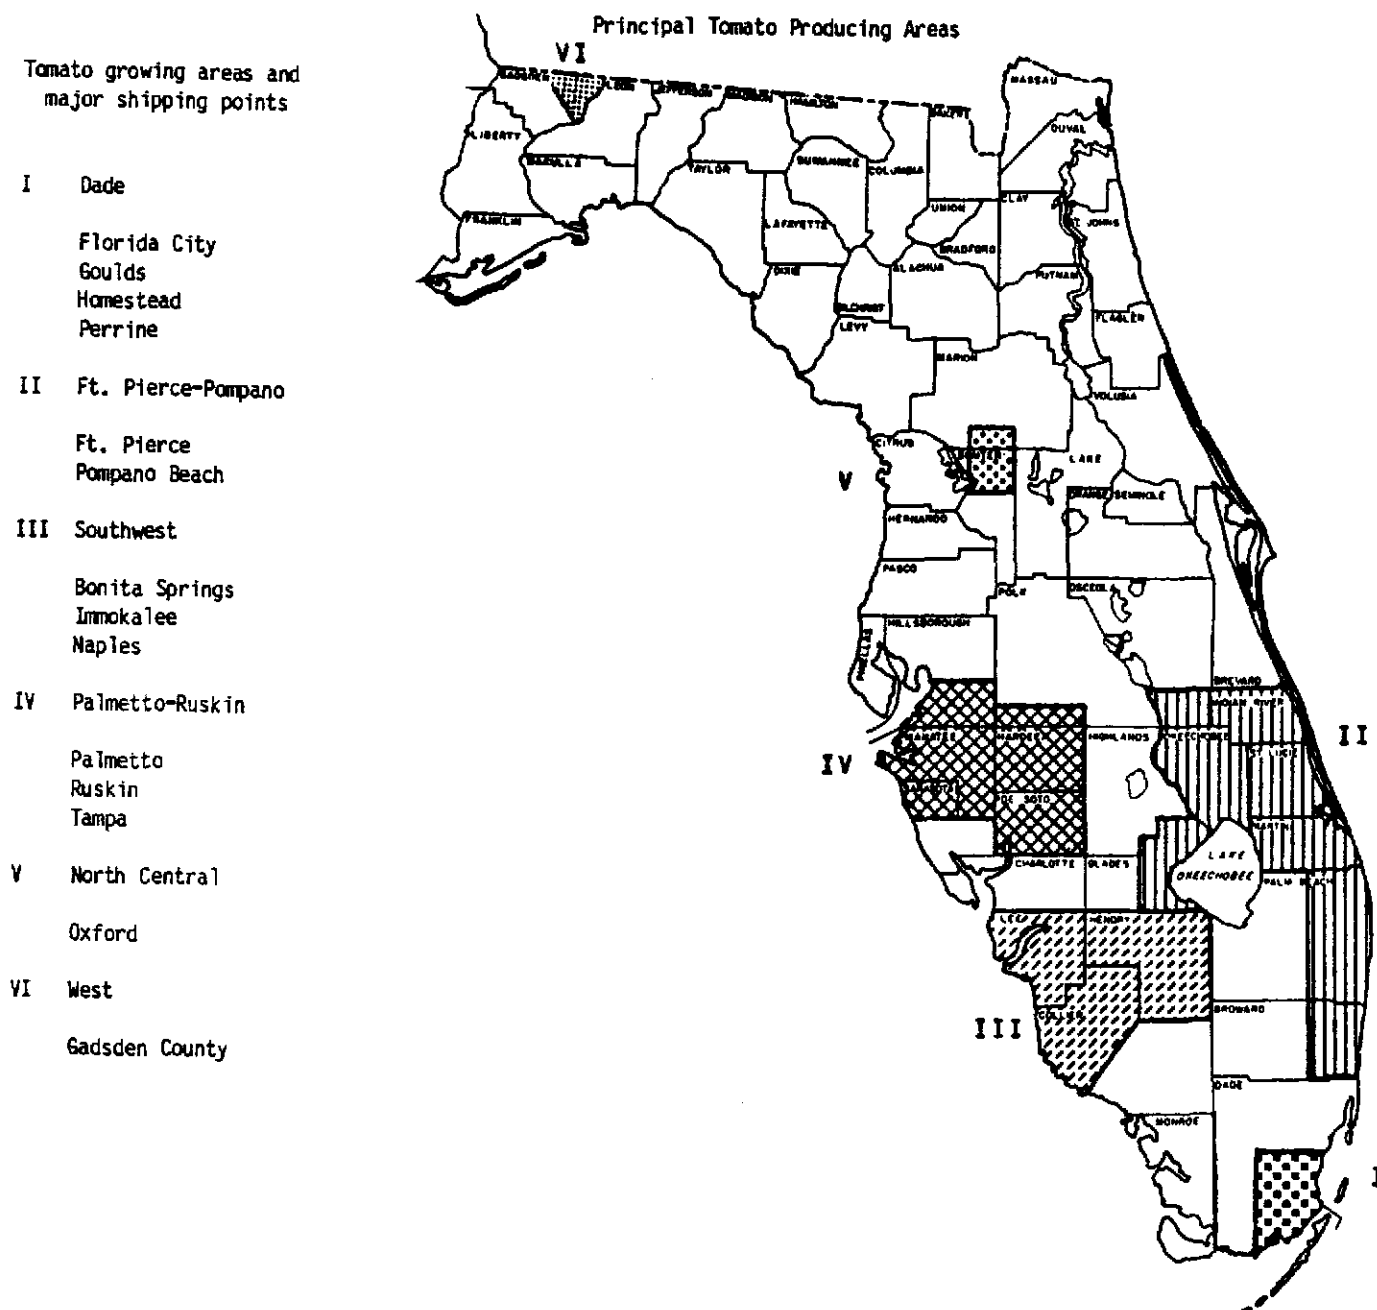 Principal Tomato Producing Areas
Tomato growing areas and
major shipping points
I Dade
Florida City
Goulds
Homestead
Perrine
II Ft. Pierce-Pompano
Ft. Pierce
Pompano Beach
III Southwest
Bonita Springs
Immokalee
Naples
IV Palmetto-Ruskin
Palmetto
Ruskin
Tampa
V North Central
Oxford
VI West
Gadsden County
VI
NASSAU
DUVAL
LEON
HAMILTON
BAKER
LIBERTY
SUWANNEE
COLUMBIA
TAYLOR
UNION
CLAY
ST. JOHNS
FRANKLIN
LAFAYETTE
BRADFORD
DIXIE
ALACHUA
PUTNAM
GILCHRIST
LEVY
FLAGLER
MARION
VOLUSIA
CITRUS
SUMTER
LAKE
V
ORANGE
SEMINOLE
HERNANDO
PASCO
POLK
OSCEOLA
HILLSBOROUGH
PINELLAS
BREVARD
INDIAN RIVER
MANATEE
HARDEE
HIGHLANDS
OKEECHOBEE
II
ST. LUCIE
IV
SARASOTA
DE SOTO
MARTIN
CHARLOTTE
GLADES
LAKE
OKEECHOBEE
PALM BEACH
LEE
HENDRY
III
COLLIER
BROWARD
DADE
MONROE
I